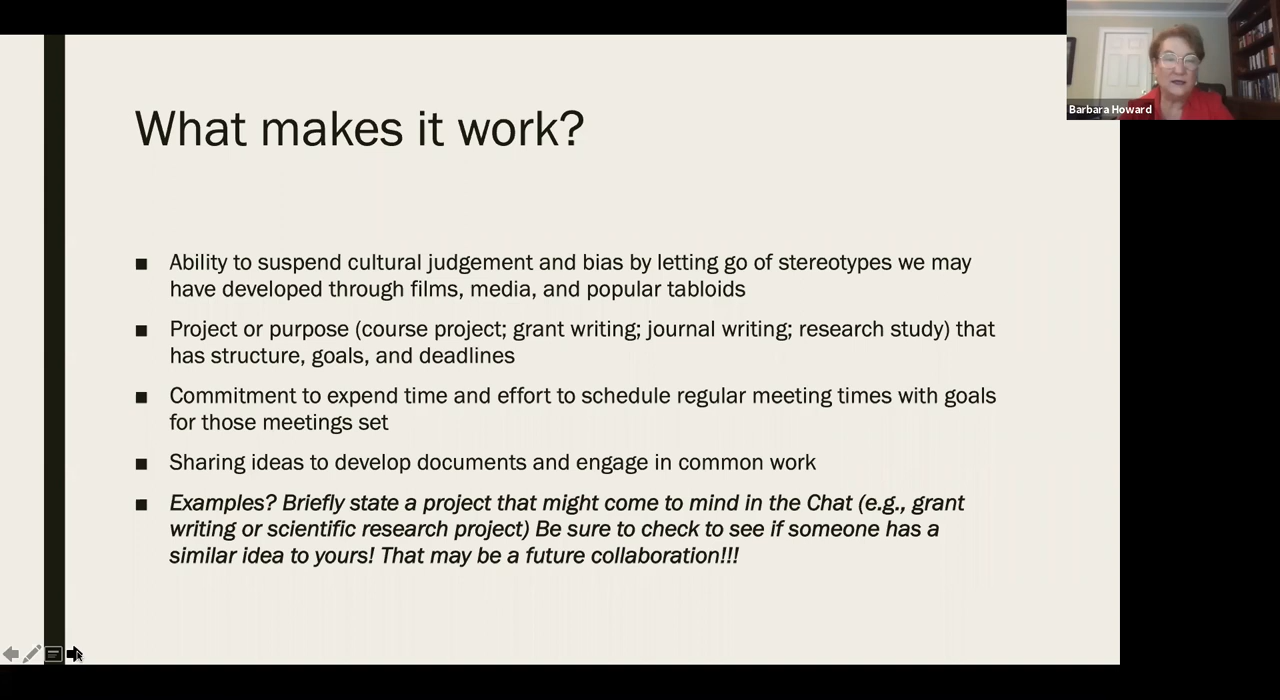 Barbara Howard
What makes it work?
■ Ability to suspend cultural judgement and bias by letting go of stereotypes we may
have developed through films, media, and popular tabloids
■ Project or purpose (course project; grant writing; journal writing; research study) that
has structure, goals, and deadlines
■ Commitment to expend time and effort to schedule regular meeting times with goals
for those meetings set
■ Sharing ideas to develop documents and engage in common work
■ Examples? Briefly state a project that might come to mind in the Chat (e.g., grant
writing or scientific research project) Be sure to check to see if someone has a
similar idea to yours! That may be a future collaboration!!!